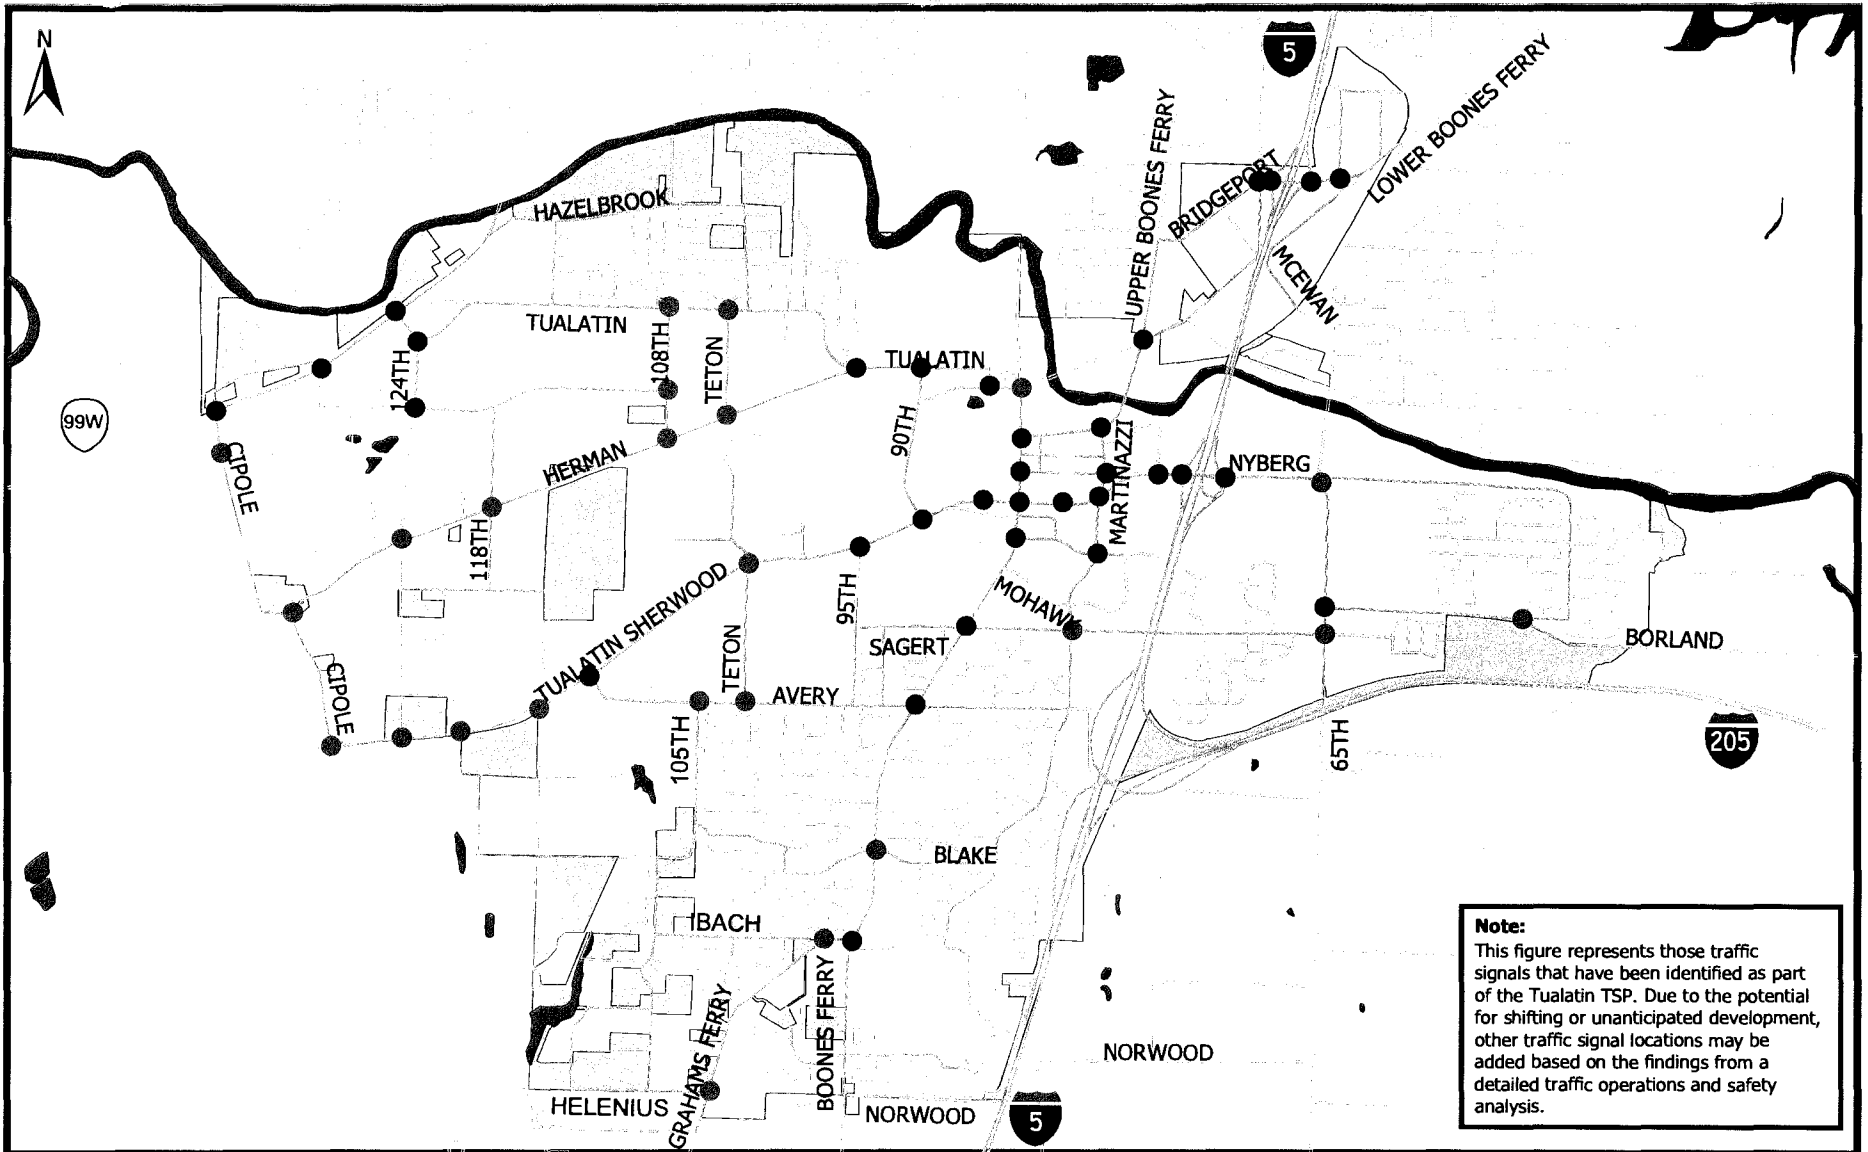 N
5
LOWER BOONES FERRY
UPPER BOONES FERRY
BRIDGEPORT
HAZELBROOK
MCEWAN
TUALATIN
108TH
TETON
124TH
TUALATIN
99W
90TH
MARTINAZZI
CIPOLE
HERMAN
NYBERG
118TH
TUALATIN SHERWOOD
95TH
MOHAWK
TETON
SAGERT
BORLAND
CIPOLE
AVERY
105TH
65TH
205
BLAKE
IBACH
BOONES FERRY
GRAHAMS FERRY
NORWOOD
HELENIUS
NORWOOD
5
Note:
This figure represents those traffic
signals that have been identified as part
of the Tualatin TSP. Due to the potential
for shifting or unanticipated development,
other traffic signal locations may be
added based on the findings from a
detailed traffic operations and safety
analysis.